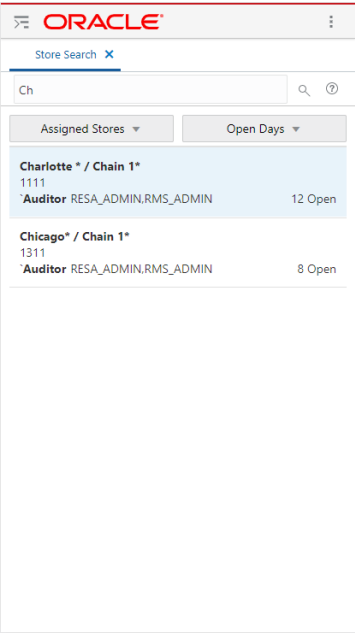 ORACLE
Store Search
Ch
Assigned Stores
Open Days
Charlotte * / Chain 1*
1111
`Auditor RESA_ADMIN,RMS_ADMIN 12 Open
Chicago* / Chain 1*
1311
`Auditor RESA_ADMIN,RMS_ADMIN 8 Open